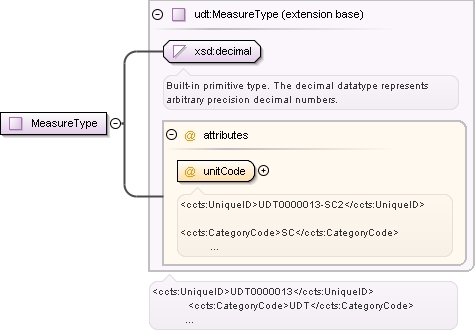 udt:MeasureType (extension base)
xsd:decimal
Built-in primitive type. The decimal datatype represents
arbitrary precision decimal numbers.
MeasureType
@ attributes
@ unitCode
<ccts:UniqueID>UDT0000013-SC2</ccts:UniqueID>
<ccts:CategoryCode>SC</ccts:CategoryCode>
...
<ccts:UniqueID>UDT0000013</ccts:UniqueID>
<ccts:CategoryCode>UDT</ccts:CategoryCode>
...